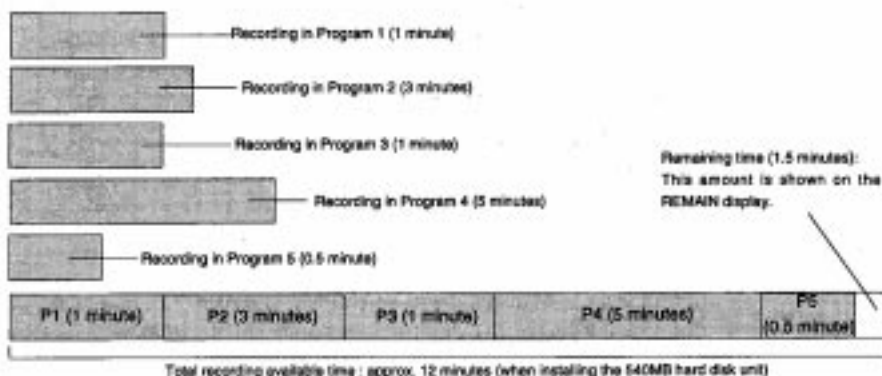 Recording in Program 1 (1 minute)
Recording in Program 2 (3 minutes)
Recording in Program 3 (1 minute)
Recording in Program 4 (5 minutes)
Recording in Program 5 (0.5 minute)
Remaining time (1.5 minutes):
This amount is shown on the
REMAIN display.
P1 (1 minute) P2 (3 minutes) P3 (1 minute) P4 (5 minutes) P5
(0.5 minute)
Total recording available time : approx. 12 minutes (when installing the 540MB hard disk unit)